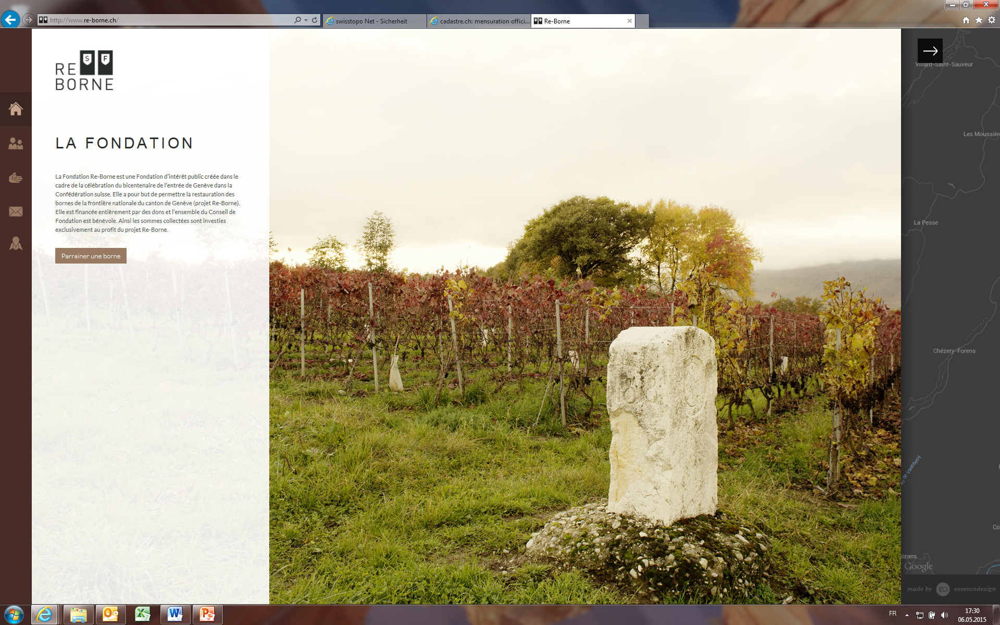 http://www.re-borne.ch/
swisstopo Net - Sicherheit
cadastre.ch: mensuration offici...
Re-Borne
S F
RE
BORNE
LA FONDATION
La Fondation Re-Borne est une Fondation d'intérêt public créée dans le
cadre de la célébration du bicentenaire de l'entrée de Genève dans la
Confédération suisse. Elle a pour but de permettre la restauration des
bornes de la frontière nationale du canton de Genève (projet Re-Borne).
Elle est financée entièrement par des dons et l'ensemble du Conseil de
Fondation est bénévole. Ainsi les sommes collectées sont investies
exclusivement au profit du projet Re-Borne.
Parrainer une borne
Villard-Saint-Sauveur
Les Moussière
La Pesse
Chézery-Forens
Co
crans
Google
made by essencedesign
FR
17:30
06.05.2015